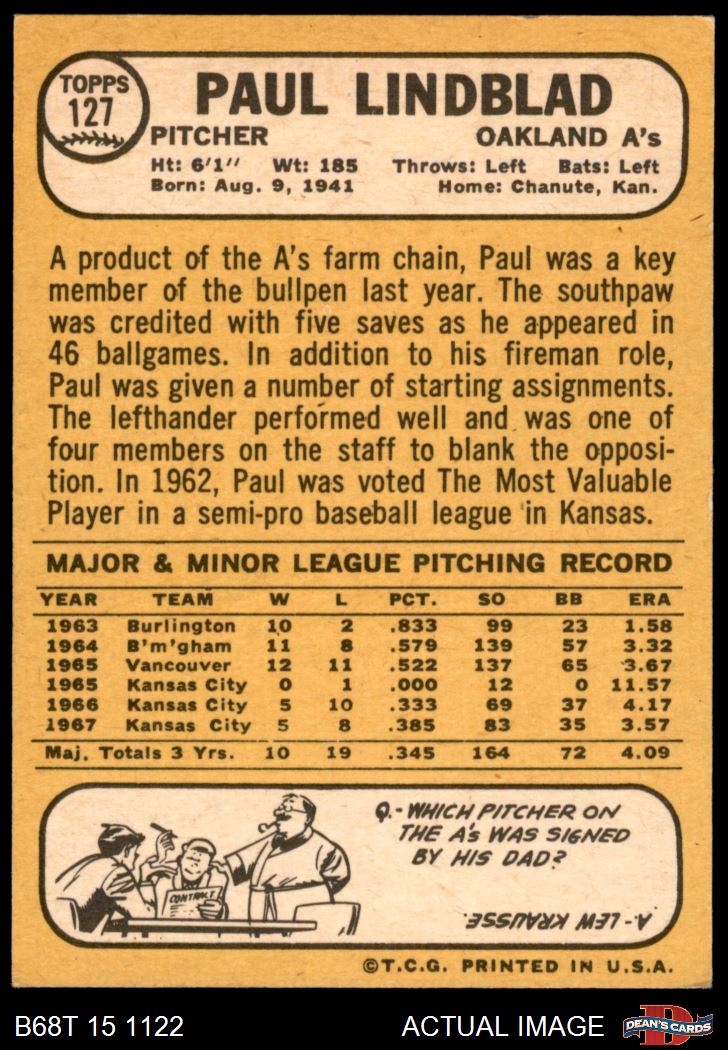 TOPPS
127
PAUL LINDBLAD
PITCHER OAKLAND A's
Ht: 6'1" Wt: 185 Throws: Left Bats: Left
Born: Aug. 9, 1941 Home: Chanute, Kan.
A product of the A's farm chain, Paul was a key
member of the bullpen last year. The southpaw
was credited with five saves as he appeared in
46 ballgames. In addition to his fireman role,
Paul was given a number of starting assignments.
The lefthander performed well and was one of
four members on the staff to blank the opposi-
tion. In 1962, Paul was voted The Most Valuable
Player in a semi-pro baseball league in Kansas.
MAJOR & MINOR LEAGUE PITCHING RECORD
YEAR TEAM W L PCT. SO BB ERA
1963 Burlington 10 2 .833 99 23 1.58
1964 B'm'gham 11 8 .579 139 57 3.32
1965 Vancouver 12 11 .522 137 65 3.67
1965 Kansas City 0 1 .000 12 0 11.57
1966 Kansas City 5 10 .333 69 37 4.17
1967 Kansas City 5 8 .385 83 35 3.57
Maj. Totals 3 Yrs. 10 19 .345 164 72 4.09
Q.- WHICH PITCHER ON
THE A's WAS SIGNED
BY HIS DAD?
CONTRACT
A- LEW KRAUSSE.
©T.C.G. PRINTED IN U.S.A.
B68T 15 1122 ACTUAL IMAGE
D
DEAN'S CARDS